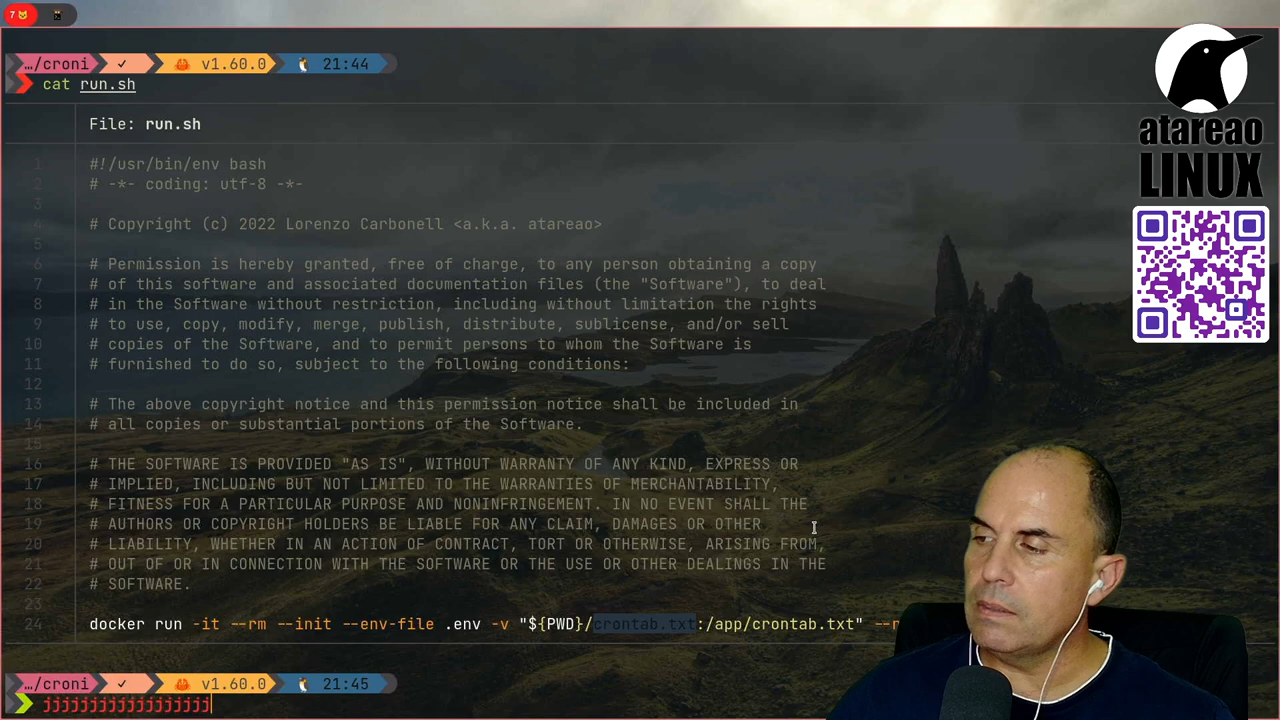 7
…/croni ✓ v1.60.0 21:44
cat run.sh
File: run.sh
1 #!/usr/bin/env bash
2 # -*- coding: utf-8 -*-
3
4 # Copyright (c) 2022 Lorenzo Carbonell <a.k.a. atareao>
5
6 # Permission is hereby granted, free of charge, to any person obtaining a copy
7 # of this software and associated documentation files (the "Software"), to deal
8 # in the Software without restriction, including without limitation the rights
9 # to use, copy, modify, merge, publish, distribute, sublicense, and/or sell
10 # copies of the Software, and to permit persons to whom the Software is
11 # furnished to do so, subject to the following conditions:
12
13 # The above copyright notice and this permission notice shall be included in
14 # all copies or substantial portions of the Software.
15
16 # THE SOFTWARE IS PROVIDED "AS IS", WITHOUT WARRANTY OF ANY KIND, EXPRESS OR
17 # IMPLIED, INCLUDING BUT NOT LIMITED TO THE WARRANTIES OF MERCHANTABILITY,
18 # FITNESS FOR A PARTICULAR PURPOSE AND NONINFRINGEMENT. IN NO EVENT SHALL THE
19 # AUTHORS OR COPYRIGHT HOLDERS BE LIABLE FOR ANY CLAIM, DAMAGES OR OTHER
20 # LIABILITY, WHETHER IN AN ACTION OF CONTRACT, TORT OR OTHERWISE, ARISING FROM,
21 # OUT OF OR IN CONNECTION WITH THE SOFTWARE OR THE USE OR OTHER DEALINGS IN THE
22 # SOFTWARE.
23
24 docker run -it --rm --init --env-file .env -v "${PWD}/crontab.txt:/app/crontab.txt"
…/croni ✓ v1.60.0 21:45
jjjjjjjjjjjjjjjjjj
atareao
LINUX